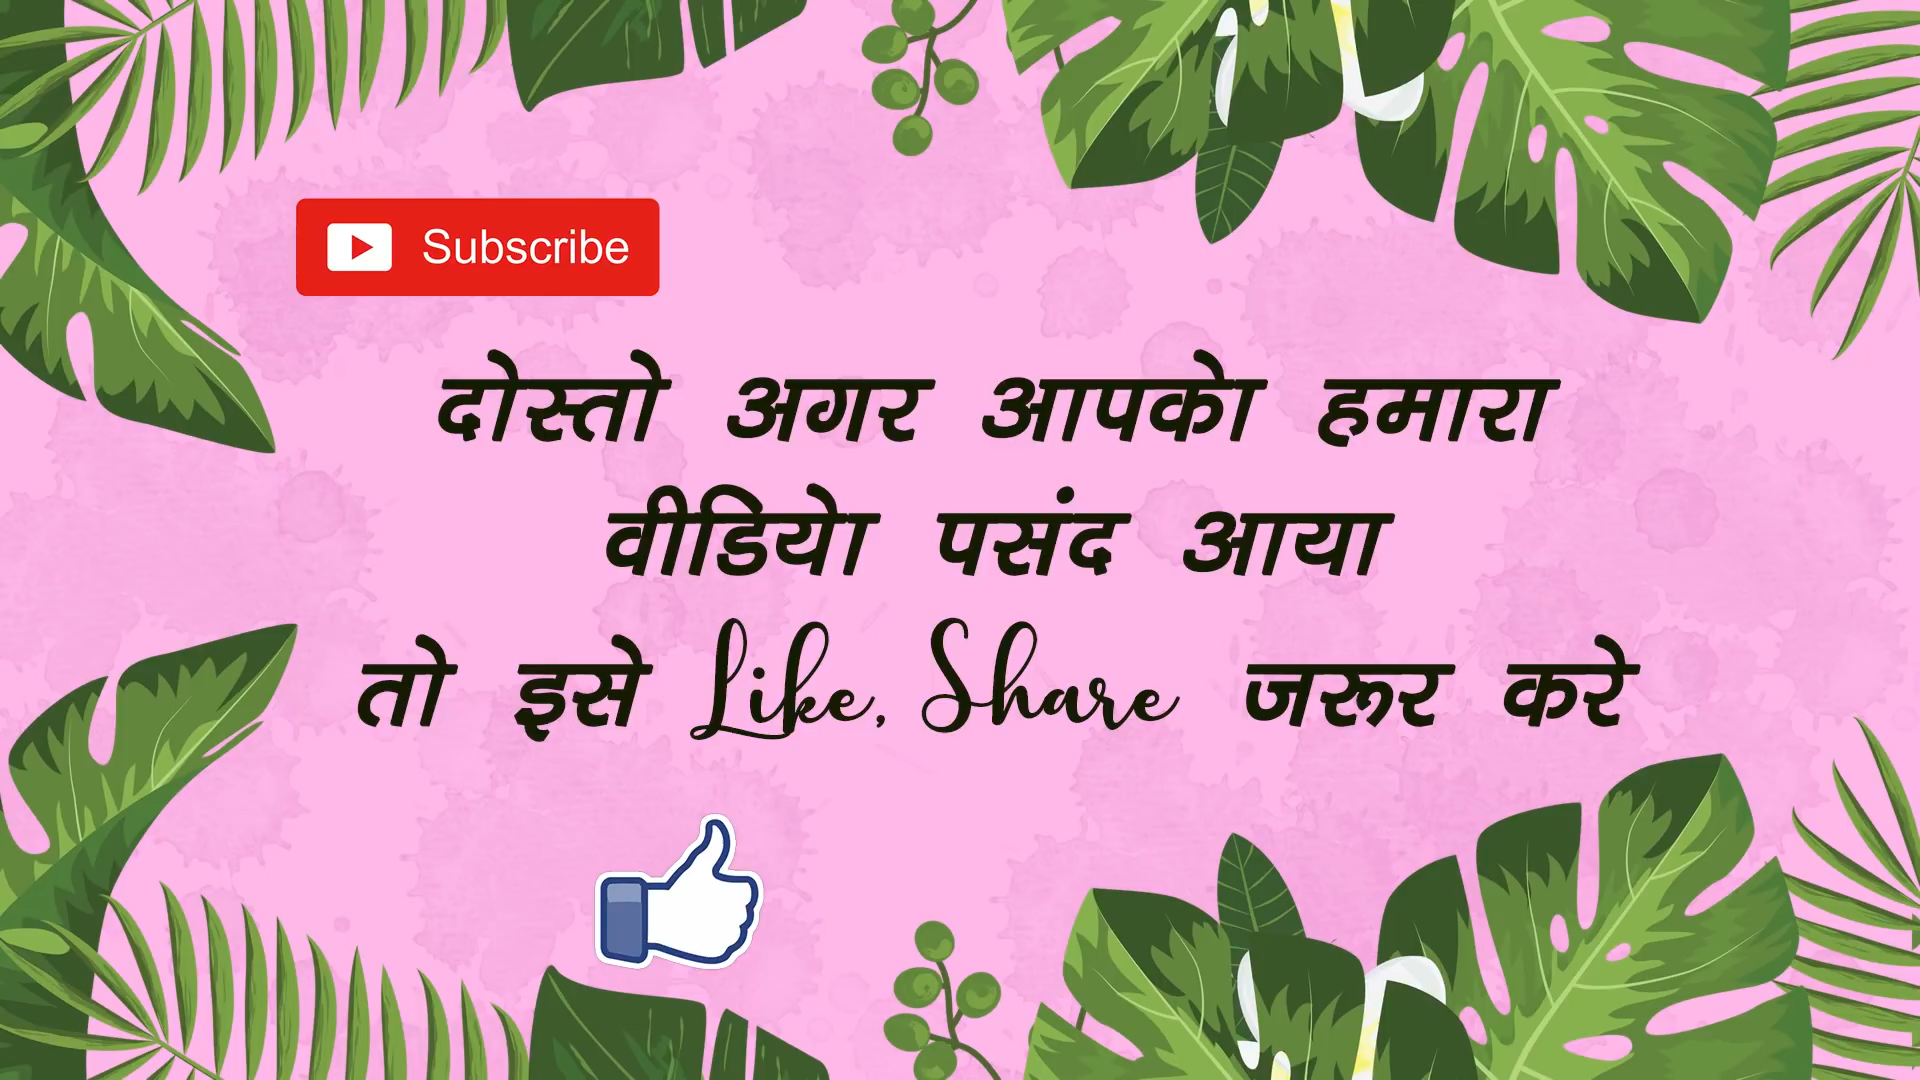 Subscribe
दोस्तो अगर आपको हमारा
वीडियो पसंद आया
तो इसे Like, Share जरूर करे